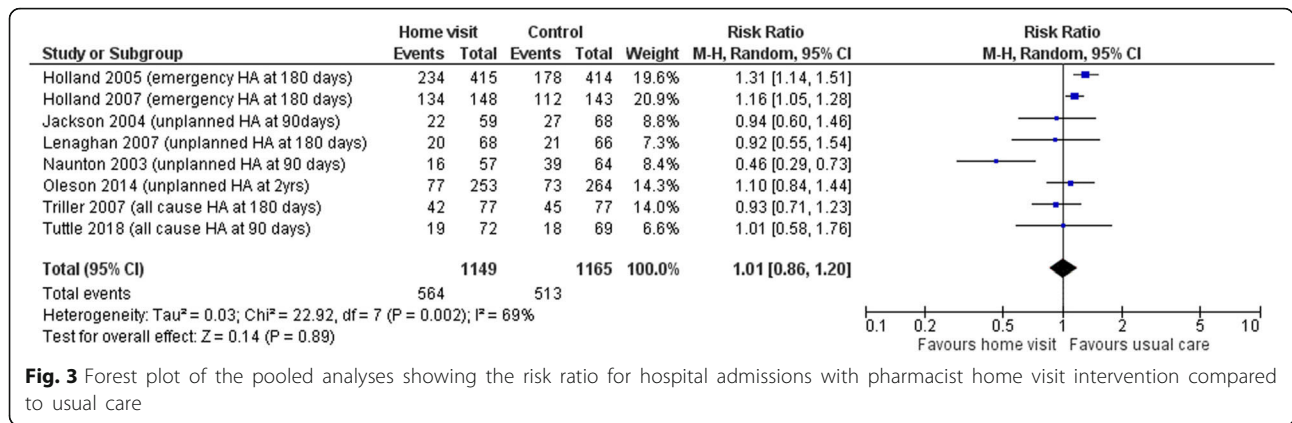 Home visit Control Risk Ratio Risk Ratio
Study or Subgroup Events Total Events Total Weight M-H, Random, 95% CI M-H, Random, 95% CI
Holland 2005 (emergency HA at 180 days) 234 415 178 414 19.6% 1.31 [1.14, 1.51]
Holland 2007 (emergency HA at 180 days) 134 148 112 143 20.9% 1.16 [1.05, 1.28]
Jackson 2004 (unplanned HA at 90days) 22 59 27 68 8.8% 0.94 [0.60, 1.46]
Lenaghan 2007 (unplanned HA at 180 days) 20 68 21 66 7.3% 0.92 [0.55, 1.54]
Naunton 2003 (unplanned HA at 90 days) 16 57 39 64 8.4% 0.46 [0.29, 0.73]
Oleson 2014 (unplanned HA at 2yrs) 77 253 73 264 14.3% 1.10 [0.84, 1.44]
Triller 2007 (all cause HA at 180 days) 42 77 45 77 14.0% 0.93 [0.71, 1.23]
Tuttle 2018 (all cause HA at 90 days) 19 72 18 69 6.6% 1.01 [0.58, 1.76]
Total (95% CI) 1149 1165 100.0% 1.01 [0.86, 1.20]
Total events 564 513
Heterogeneity: Tau² = 0.03; Chi² = 22.92, df = 7 (P = 0.002); I² = 69%
Test for overall effect: Z = 0.14 (P = 0.89)
0.1 0.2 0.5 1 2 5 10
Favours home visit Favours usual care
Fig. 3 Forest plot of the pooled analyses showing the risk ratio for hospital admissions with pharmacist home visit intervention compared
to usual care